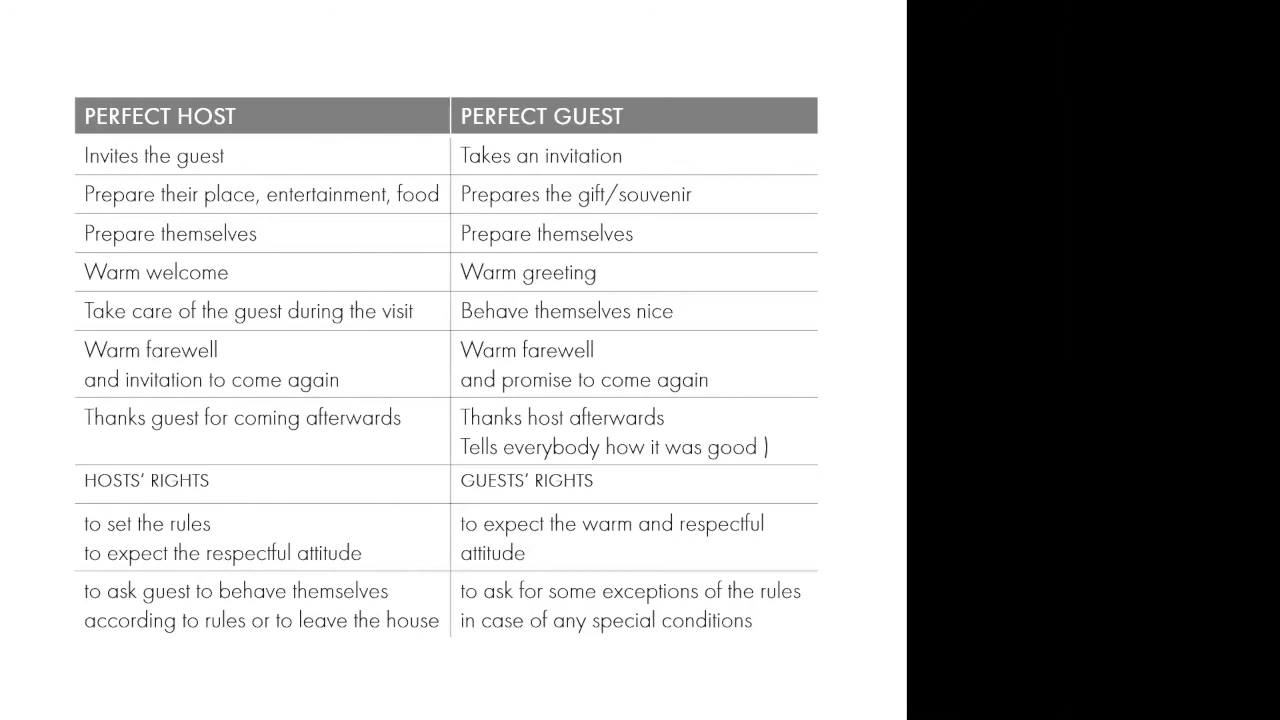 PERFECT HOST
PERFECT GUEST
Invites the guest
Takes an invitation
Prepare their place, entertainment, food
Prepares the gift/souvenir
Prepare themselves
Prepare themselves
Warm welcome
Warm greeting
Take care of the guest during the visit
Behave themselves nice
Warm farewell
and invitation to come again
Warm farewell
and promise to come again
Thanks guest for coming afterwards
Thanks host afterwards
Tells everybody how it was good )
HOSTS' RIGHTS
GUESTS' RIGHTS
to set the rules
to expect the respectful attitude
to expect the warm and respectful
attitude
to ask guest to behave themselves
according to rules or to leave the house
to ask for some exceptions of the rules
in case of any special conditions